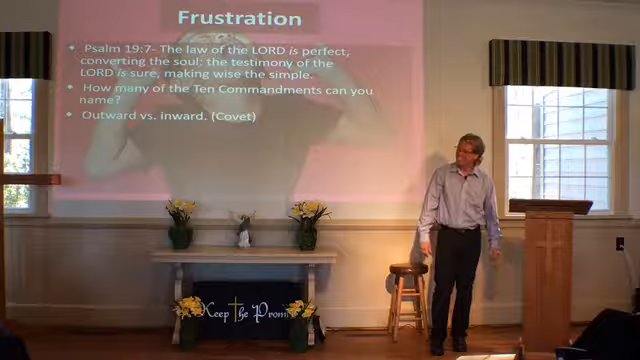 Frustration
• Psalm 19:7- The law of the LORD is perfect,
converting the soul: the testimony of the
LORD is sure, making wise the simple.
• How many of the Ten Commandments can you
name?
• Outward vs. inward. (Covet)
Keep The Promi